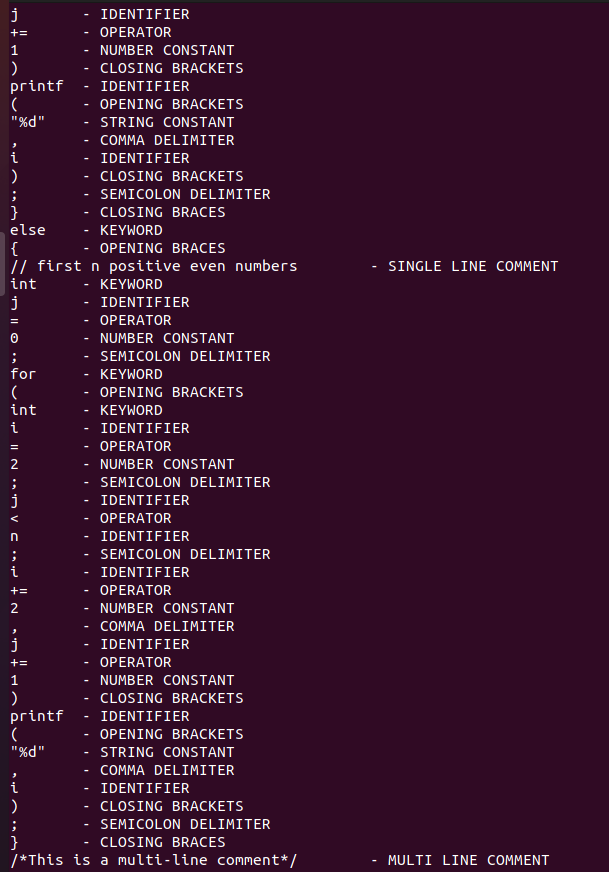 j - IDENTIFIER
+= - OPERATOR
1 - NUMBER CONSTANT
) - CLOSING BRACKETS
printf - IDENTIFIER
( - OPENING BRACKETS
"%d" - STRING CONSTANT
, - COMMA DELIMITER
i - IDENTIFIER
) - CLOSING BRACKETS
; - SEMICOLON DELIMITER
} - CLOSING BRACES
else - KEYWORD
{ - OPENING BRACES
// first n positive even numbers - SINGLE LINE COMMENT
int - KEYWORD
j - IDENTIFIER
= - OPERATOR
0 - NUMBER CONSTANT
; - SEMICOLON DELIMITER
for - KEYWORD
( - OPENING BRACKETS
int - KEYWORD
i - IDENTIFIER
= - OPERATOR
2 - NUMBER CONSTANT
; - SEMICOLON DELIMITER
j - IDENTIFIER
< - OPERATOR
n - IDENTIFIER
; - SEMICOLON DELIMITER
i - IDENTIFIER
+= - OPERATOR
2 - NUMBER CONSTANT
, - COMMA DELIMITER
j - IDENTIFIER
+= - OPERATOR
1 - NUMBER CONSTANT
) - CLOSING BRACKETS
printf - IDENTIFIER
( - OPENING BRACKETS
"%d" - STRING CONSTANT
, - COMMA DELIMITER
i - IDENTIFIER
) - CLOSING BRACKETS
; - SEMICOLON DELIMITER
} - CLOSING BRACES
/*This is a multi-line comment*/ - MULTI LINE COMMENT